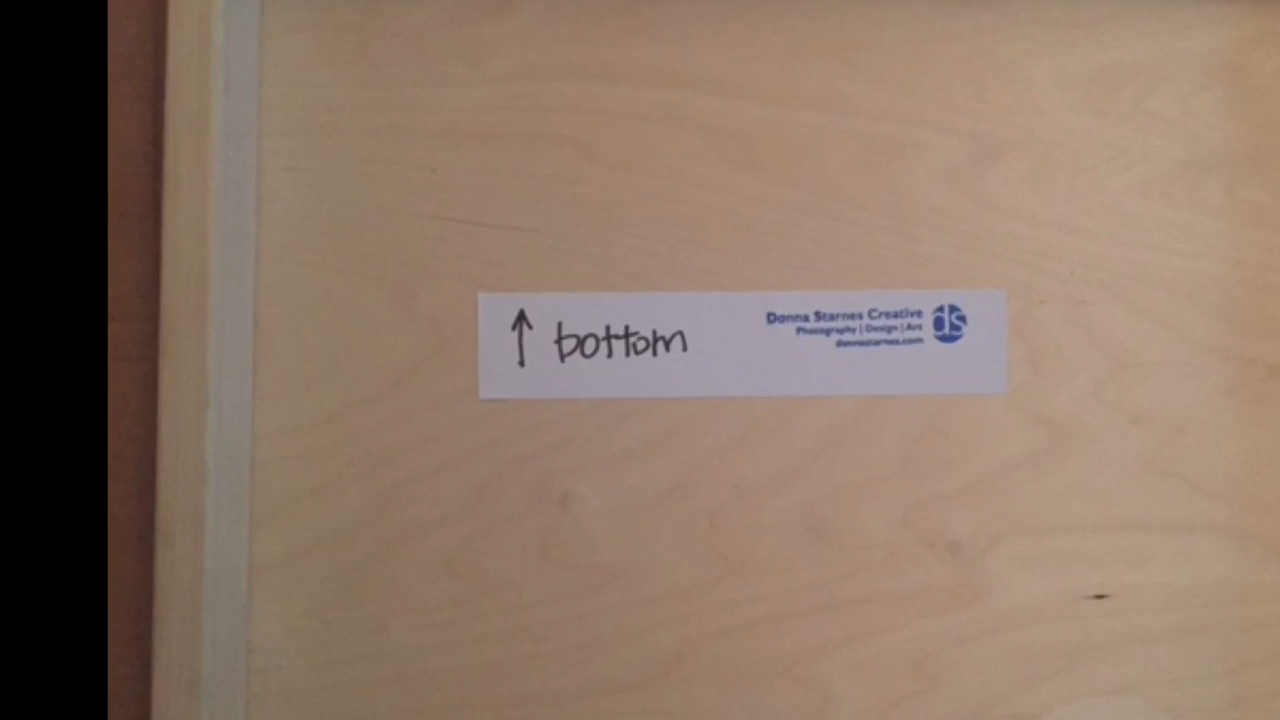 ↑ bottom
Donna Starnes Creative
Photography | Design | Art
donnastarnes.com
ds